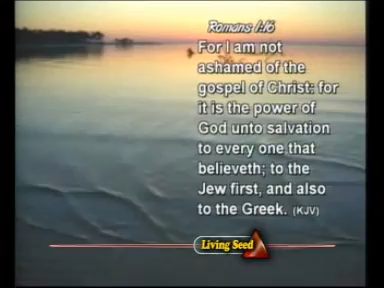 Romans 1:16
For I am not
ashamed of the
gospel of Christ: for
it is the power of
God unto salvation
to every one that
believeth; to the
Jew first, and also
to the Greek. (KJV)
Living Seed